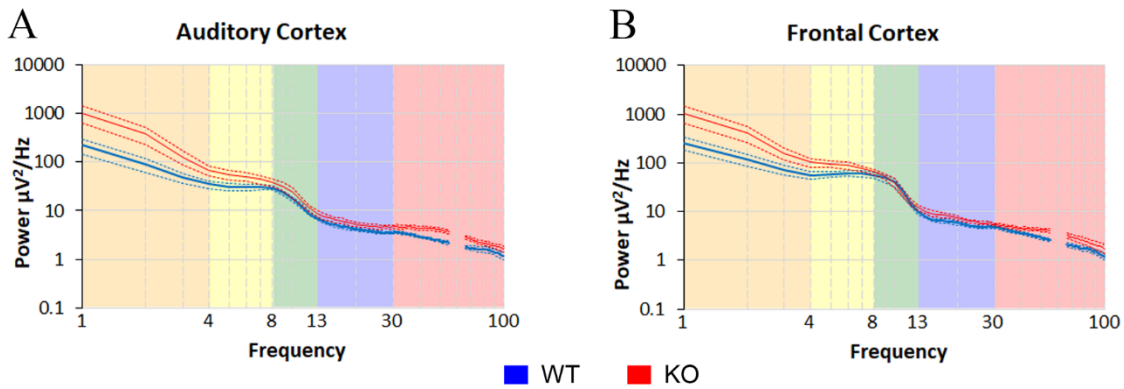 A
Auditory Cortex
Power µV²/Hz
10000
1000
100
10
1
0.1
1 4 8 13 30 100
Frequency
B
Frontal Cortex
Power µV²/Hz
10000
1000
100
10
1
0.1
1 4 8 13 30 100
Frequency
WT KO